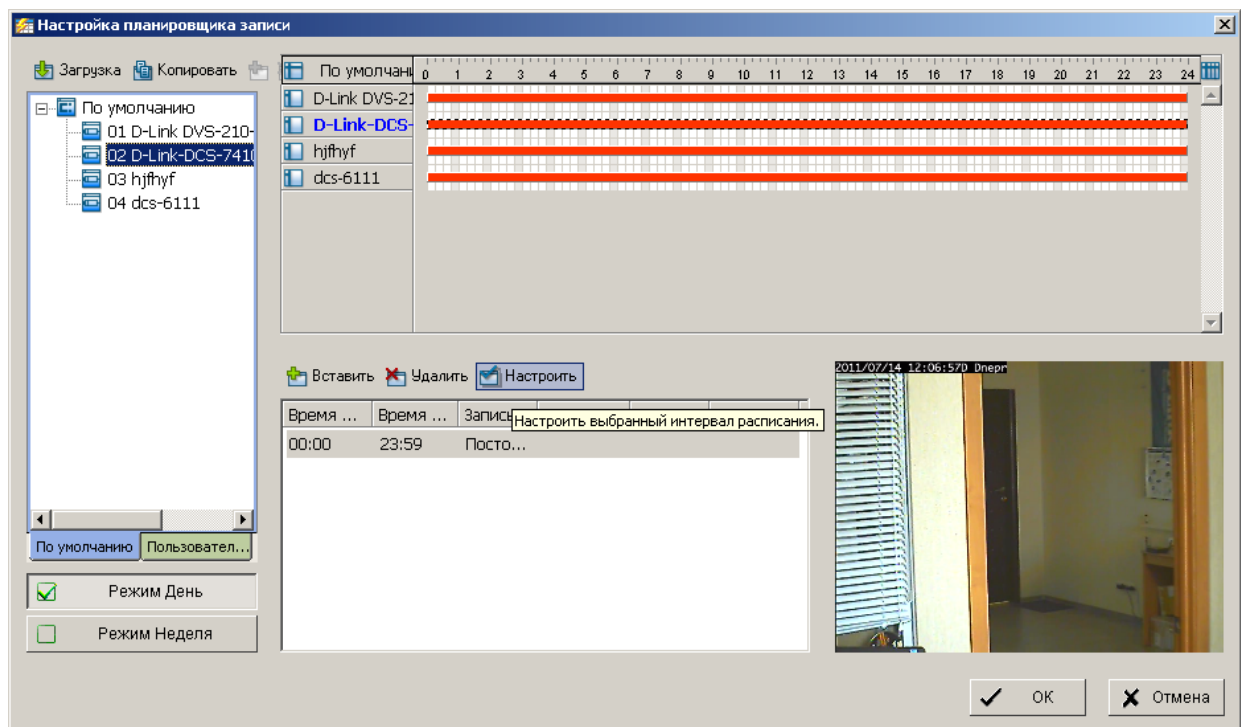 Настройка планировщика записи
Загрузка Копировать
По умолчан 0 1 2 3 4 5 6 7 8 9 10 11 12 13 14 15 16 17 18 19 20 21 22 23 24
По умолчанию
D-Link DVS-21
01 D-Link DVS-210-
D-Link-DCS-
02 D-Link-DCS-741
hjfhyf
03 hjfhyf
dcs-6111
04 dcs-6111
Вставить Удалить Настроить
2011/07/14 12:06:57D Dnepr
Время ... Время ... Запись
Настроить выбранный интервал расписания.
00:00 23:59 Посто...
По умолчанию Пользовател...
Режим День
Режим Неделя
ОК Отмена